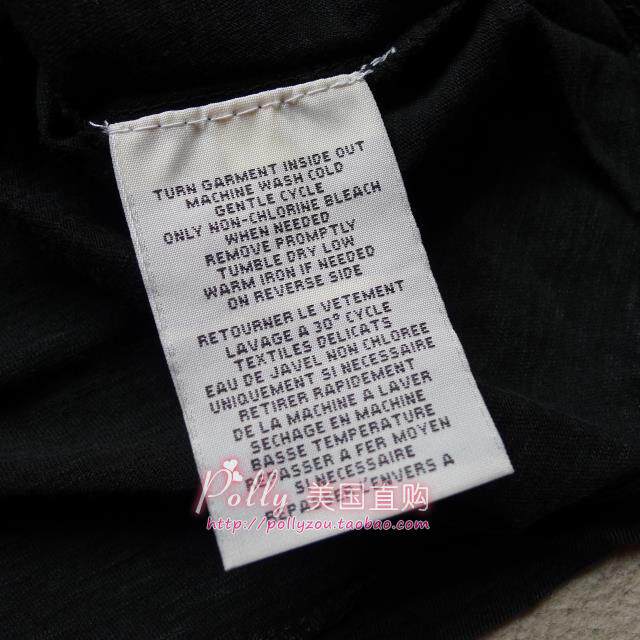 TURN GARMENT INSIDE OUT
MACHINE WASH COLD
GENTLE CYCLE
ONLY NON-CHLORINE BLEACH
WHEN NEEDED
REMOVE PROMPTLY
TUMBLE DRY LOW
WARM IRON IF NEEDED
ON REVERSE SIDE
RETOURNER LE VETEMENT
LAVAGE A 30° CYCLE
TEXTILES DELICATS
EAU DE JAVEL NON CHLOREE
UNIQUEMENT SI NECESSAIRE
RETIRER RAPIDEMENT
DE LA MACHINE A LAVER
SECHAGE EN MACHINE
BASSE TEMPERATURE
REPASSER A FER MOYEN
SI NECESSAIRE
L'ENVERS A
Polly 美国直购
http://pollyzou.taobao.com